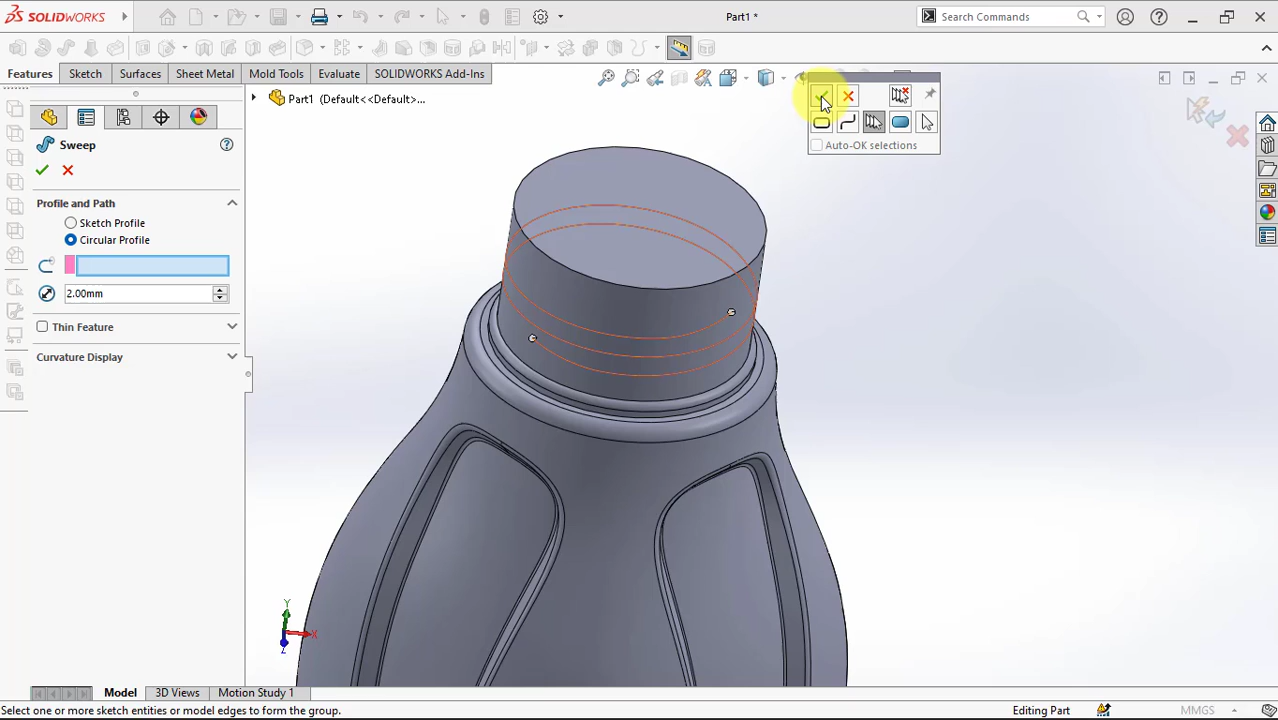 SOLIDWORKS
Part1 *
Search Commands
Features
Sketch
Surfaces
Sheet Metal
Mold Tools
Evaluate
SOLIDWORKS Add-Ins
Part1 (Default<<Default>...
Sweep
Auto-OK selections
Profile and Path
Sketch Profile
Circular Profile
2.00mm
Thin Feature
Curvature Display
Y
X
Z
Model
3D Views
Motion Study 1
Select one or more sketch entities or model edges to form the group.
Editing Part
MMGS